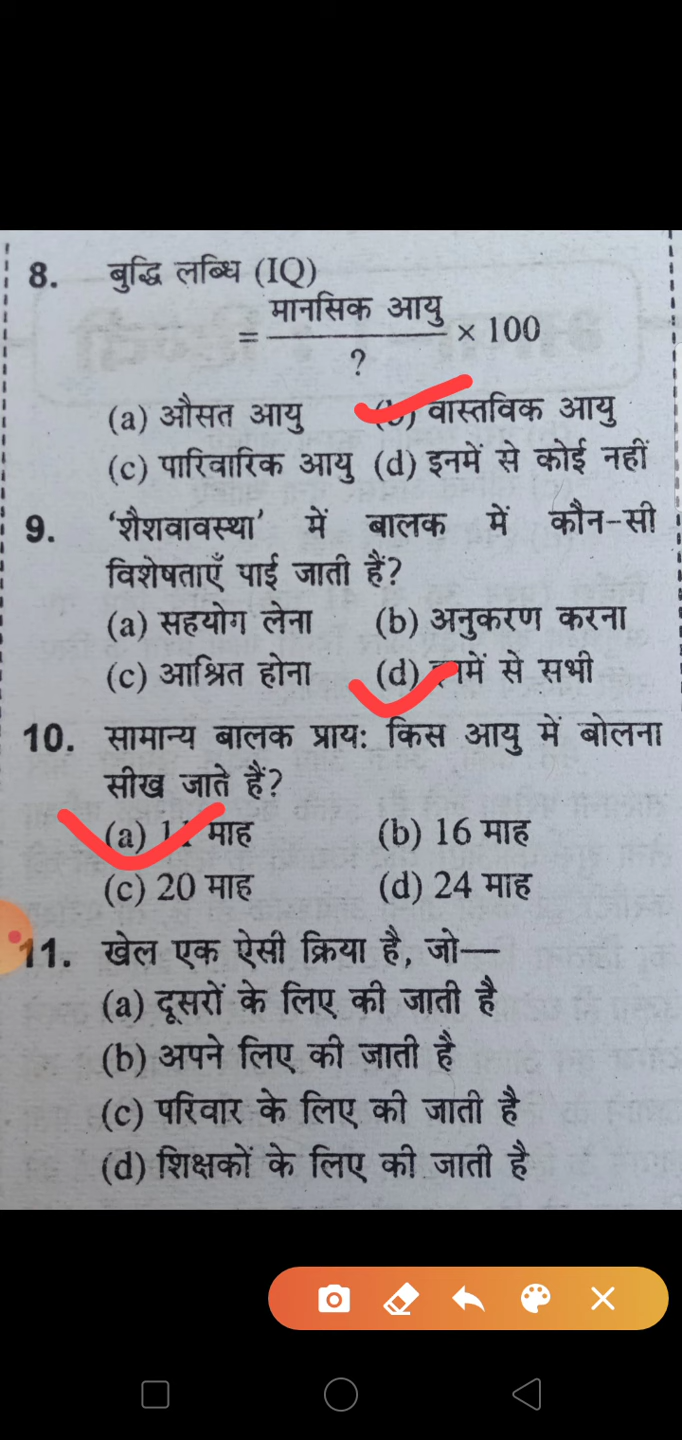 8. बुद्धि लब्धि (IQ)
= मानसिक आयु / ? × 100
(a) औसत आयु (b) वास्तविक आयु
(c) पारिवारिक आयु (d) इनमें से कोई नहीं
9. 'शैशवावस्था' में बालक में कौन-सी
विशेषताएँ पाई जाती हैं?
(a) सहयोग लेना (b) अनुकरण करना
(c) आश्रित होना (d) इनमें से सभी
10. सामान्य बालक प्रायः किस आयु में बोलना
सीख जाते हैं?
(a) 11 माह (b) 16 माह
(c) 20 माह (d) 24 माह
11. खेल एक ऐसी क्रिया है, जो—
(a) दूसरों के लिए की जाती है
(b) अपने लिए की जाती है
(c) परिवार के लिए की जाती है
(d) शिक्षकों के लिए की जाती है